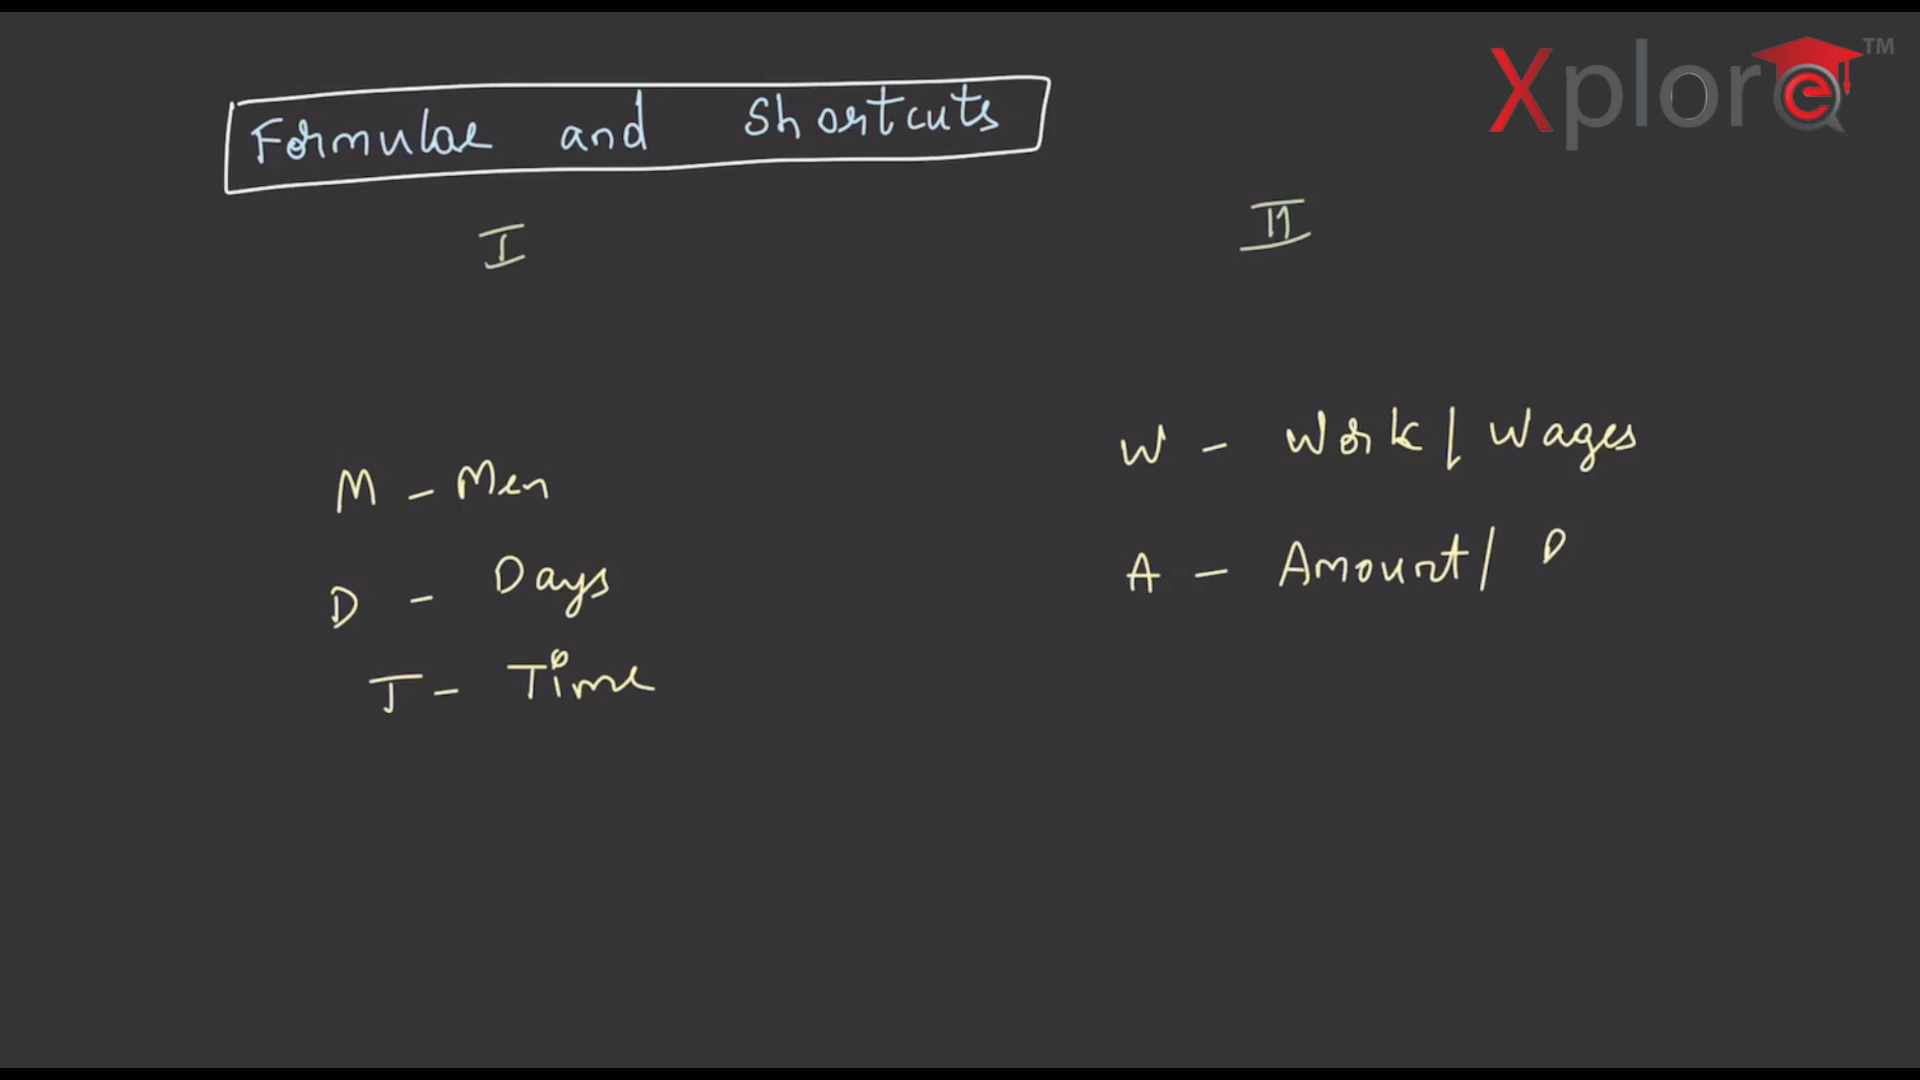 Xplore TM
Formulae and Shortcuts
I
II
M - Men
D - Days
T - Time
W - Work / Wages
A - Amount / D